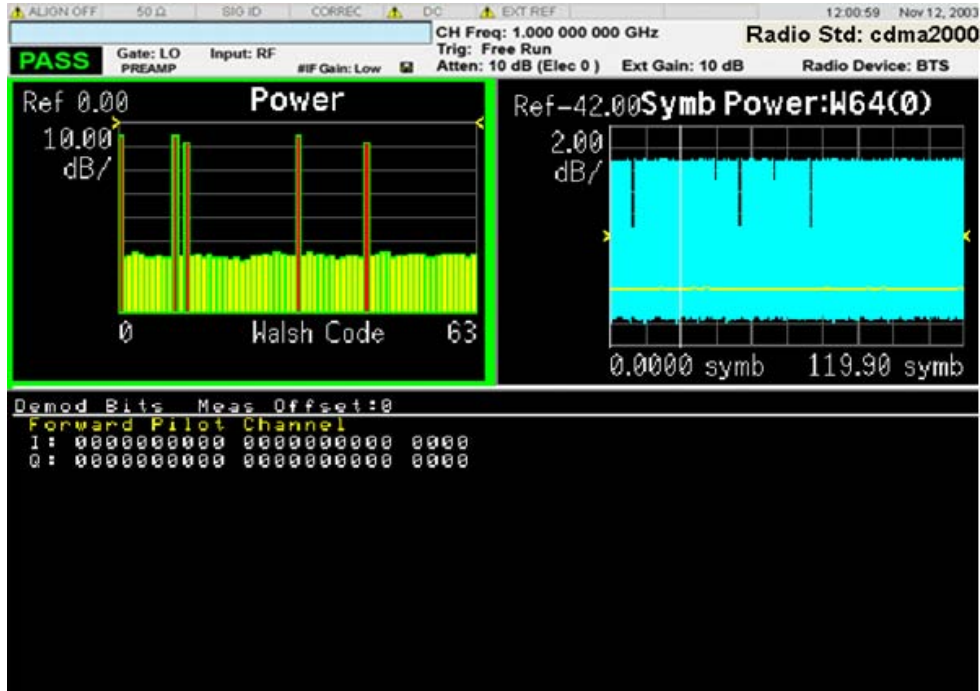 ALIGN OFF 50 Ω SIG ID CORREC DC EXT REF 12:00:59 Nov 12, 2003
CH Freq: 1.000 000 000 GHz Radio Std: cdma2000
PASS Gate: LO Input: RF Trig: Free Run
PREAMP #IF Gain: Low Atten: 10 dB (Elec 0 ) Ext Gain: 10 dB Radio Device: BTS
Ref 0.00 Power
10.00
dB/
0 Walsh Code 63
Ref-42.00 Symb Power:W64(0)
2.00
dB/
0.0000 symb 119.90 symb
Demod Bits Meas Offset:0
Forward Pilot Channel
I: 0000000000 0000000000 0000
Q: 0000000000 0000000000 0000